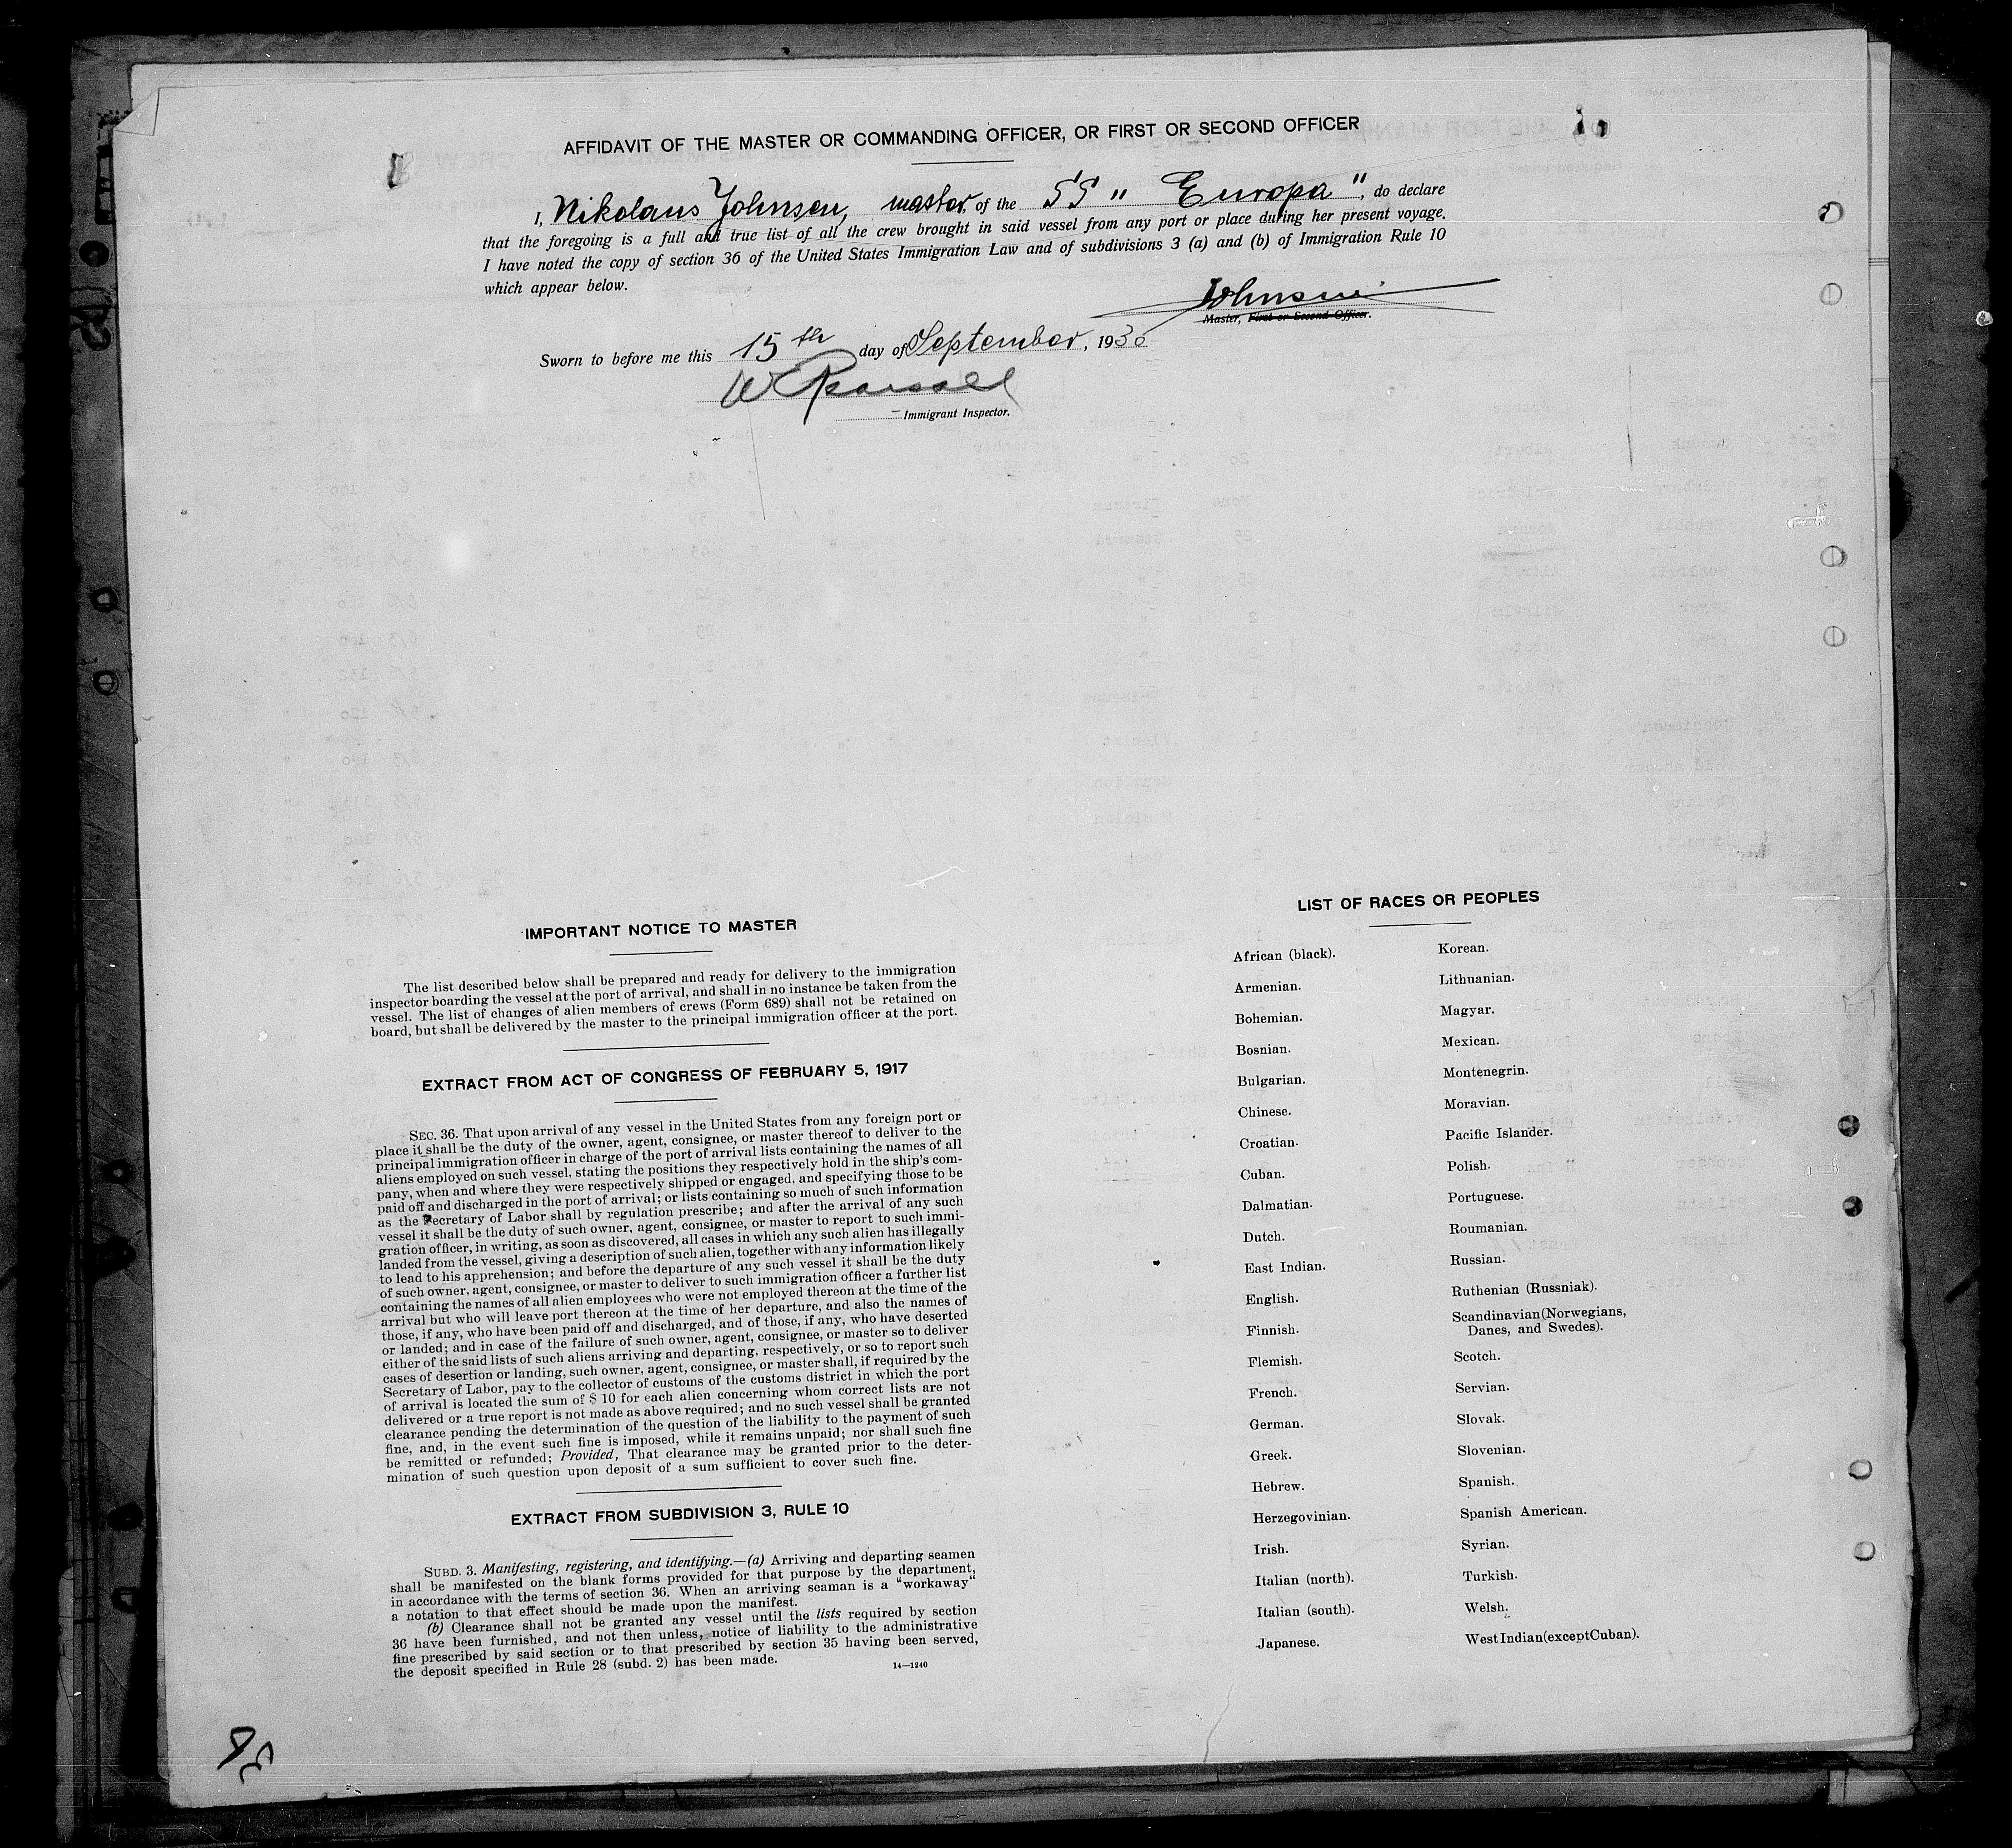 AFFIDAVIT OF THE MASTER OR COMMANDING OFFICER, OR FIRST OR SECOND OFFICER
I, Nikolaus Johnsen, master, of the SS " Europa ", do declare
that the foregoing is a full and true list of all the crew brought in said vessel from any port or place during her present voyage.
I have noted the copy of section 36 of the United States Immigration Law and of subdivisions 3 (a) and (b) of Immigration Rule 10
which appear below.
Johnsen
Master, First or Second Officer.
Sworn to before me this 15th day of September, 1930
W Pearsall
Immigrant Inspector.
IMPORTANT NOTICE TO MASTER
The list described below shall be prepared and ready for delivery to the immigration
inspector boarding the vessel at the port of arrival, and shall in no instance be taken from the
vessel. The list of changes of alien members of crews (Form 689) shall not be retained on
board, but shall be delivered by the master to the principal immigration officer at the port.
EXTRACT FROM ACT OF CONGRESS OF FEBRUARY 5, 1917
SEC. 36. That upon arrival of any vessel in the United States from any foreign port or
place it shall be the duty of the owner, agent, consignee, or master thereof to deliver to the
principal immigration officer in charge of the port of arrival lists containing the names of all
aliens employed on such vessel, stating the positions they respectively hold in the ship's com-
pany, when and where they were respectively shipped or engaged, and specifying those to be
paid off and discharged in the port of arrival; or lists containing so much of such information
as the Secretary of Labor shall by regulation prescribe; and after the arrival of any such
vessel it shall be the duty of such owner, agent, consignee, or master to report to such immi-
gration officer, in writing, as soon as discovered, all cases in which any such alien has illegally
landed from the vessel, giving a description of such alien, together with any information likely
to lead to his apprehension; and before the departure of any such vessel it shall be the duty
of such owner, agent, consignee, or master to deliver to such immigration officer a further list
containing the names of all alien employees who were not employed thereon at the time of the
arrival but who will leave port thereon at the time of her departure, and also the names of
those, if any, who have been paid off and discharged, and of those, if any, who have deserted
or landed; and in case of the failure of such owner, agent, consignee, or master so to deliver
either of the said lists of such aliens arriving and departing, respectively, or so to report such
cases of desertion or landing, such owner, agent, consignee, or master shall, if required by the
Secretary of Labor, pay to the collector of customs of the customs district in which the port
of arrival is located the sum of $ 10 for each alien concerning whom correct lists are not
delivered or a true report is not made as above required; and no such vessel shall be granted
clearance pending the determination of the question of the liability to the payment of such
fine, and, in the event such fine is imposed, while it remains unpaid; nor shall such fine
be remitted or refunded; Provided, That clearance may be granted prior to the deter-
mination of such question upon deposit of a sum sufficient to cover such fine.
EXTRACT FROM SUBDIVISION 3, RULE 10
SUBD. 3. Manifesting, registering, and identifying.—(a) Arriving and departing seamen
shall be manifested on the blank forms provided for that purpose by the department,
in accordance with the terms of section 36. When an arriving seaman is a "workaway"
a notation to that effect should be made upon the manifest.
(b) Clearance shall not be granted any vessel until the lists required by section
36 have been furnished, and not then unless, notice of liability to the administrative
fine prescribed by said section or to that prescribed by section 35 having been served,
the deposit specified in Rule 28 (subd. 2) has been made.
14—1240
LIST OF RACES OR PEOPLES
African (black).
Armenian.
Bohemian.
Bosnian.
Bulgarian.
Chinese.
Croatian.
Cuban.
Dalmatian.
Dutch.
East Indian.
English.
Finnish.
Flemish.
French.
German.
Greek.
Hebrew.
Herzegovinian.
Irish.
Italian (north).
Italian (south).
Japanese.
Korean.
Lithuanian.
Magyar.
Mexican.
Montenegrin.
Moravian.
Pacific Islander.
Polish.
Portuguese.
Roumanian.
Russian.
Ruthenian (Russniak).
Scandinavian (Norwegians,
Danes, and Swedes).
Scotch.
Servian.
Slovak.
Slovenian.
Spanish.
Spanish American.
Syrian.
Turkish.
Welsh.
West Indian (except Cuban).